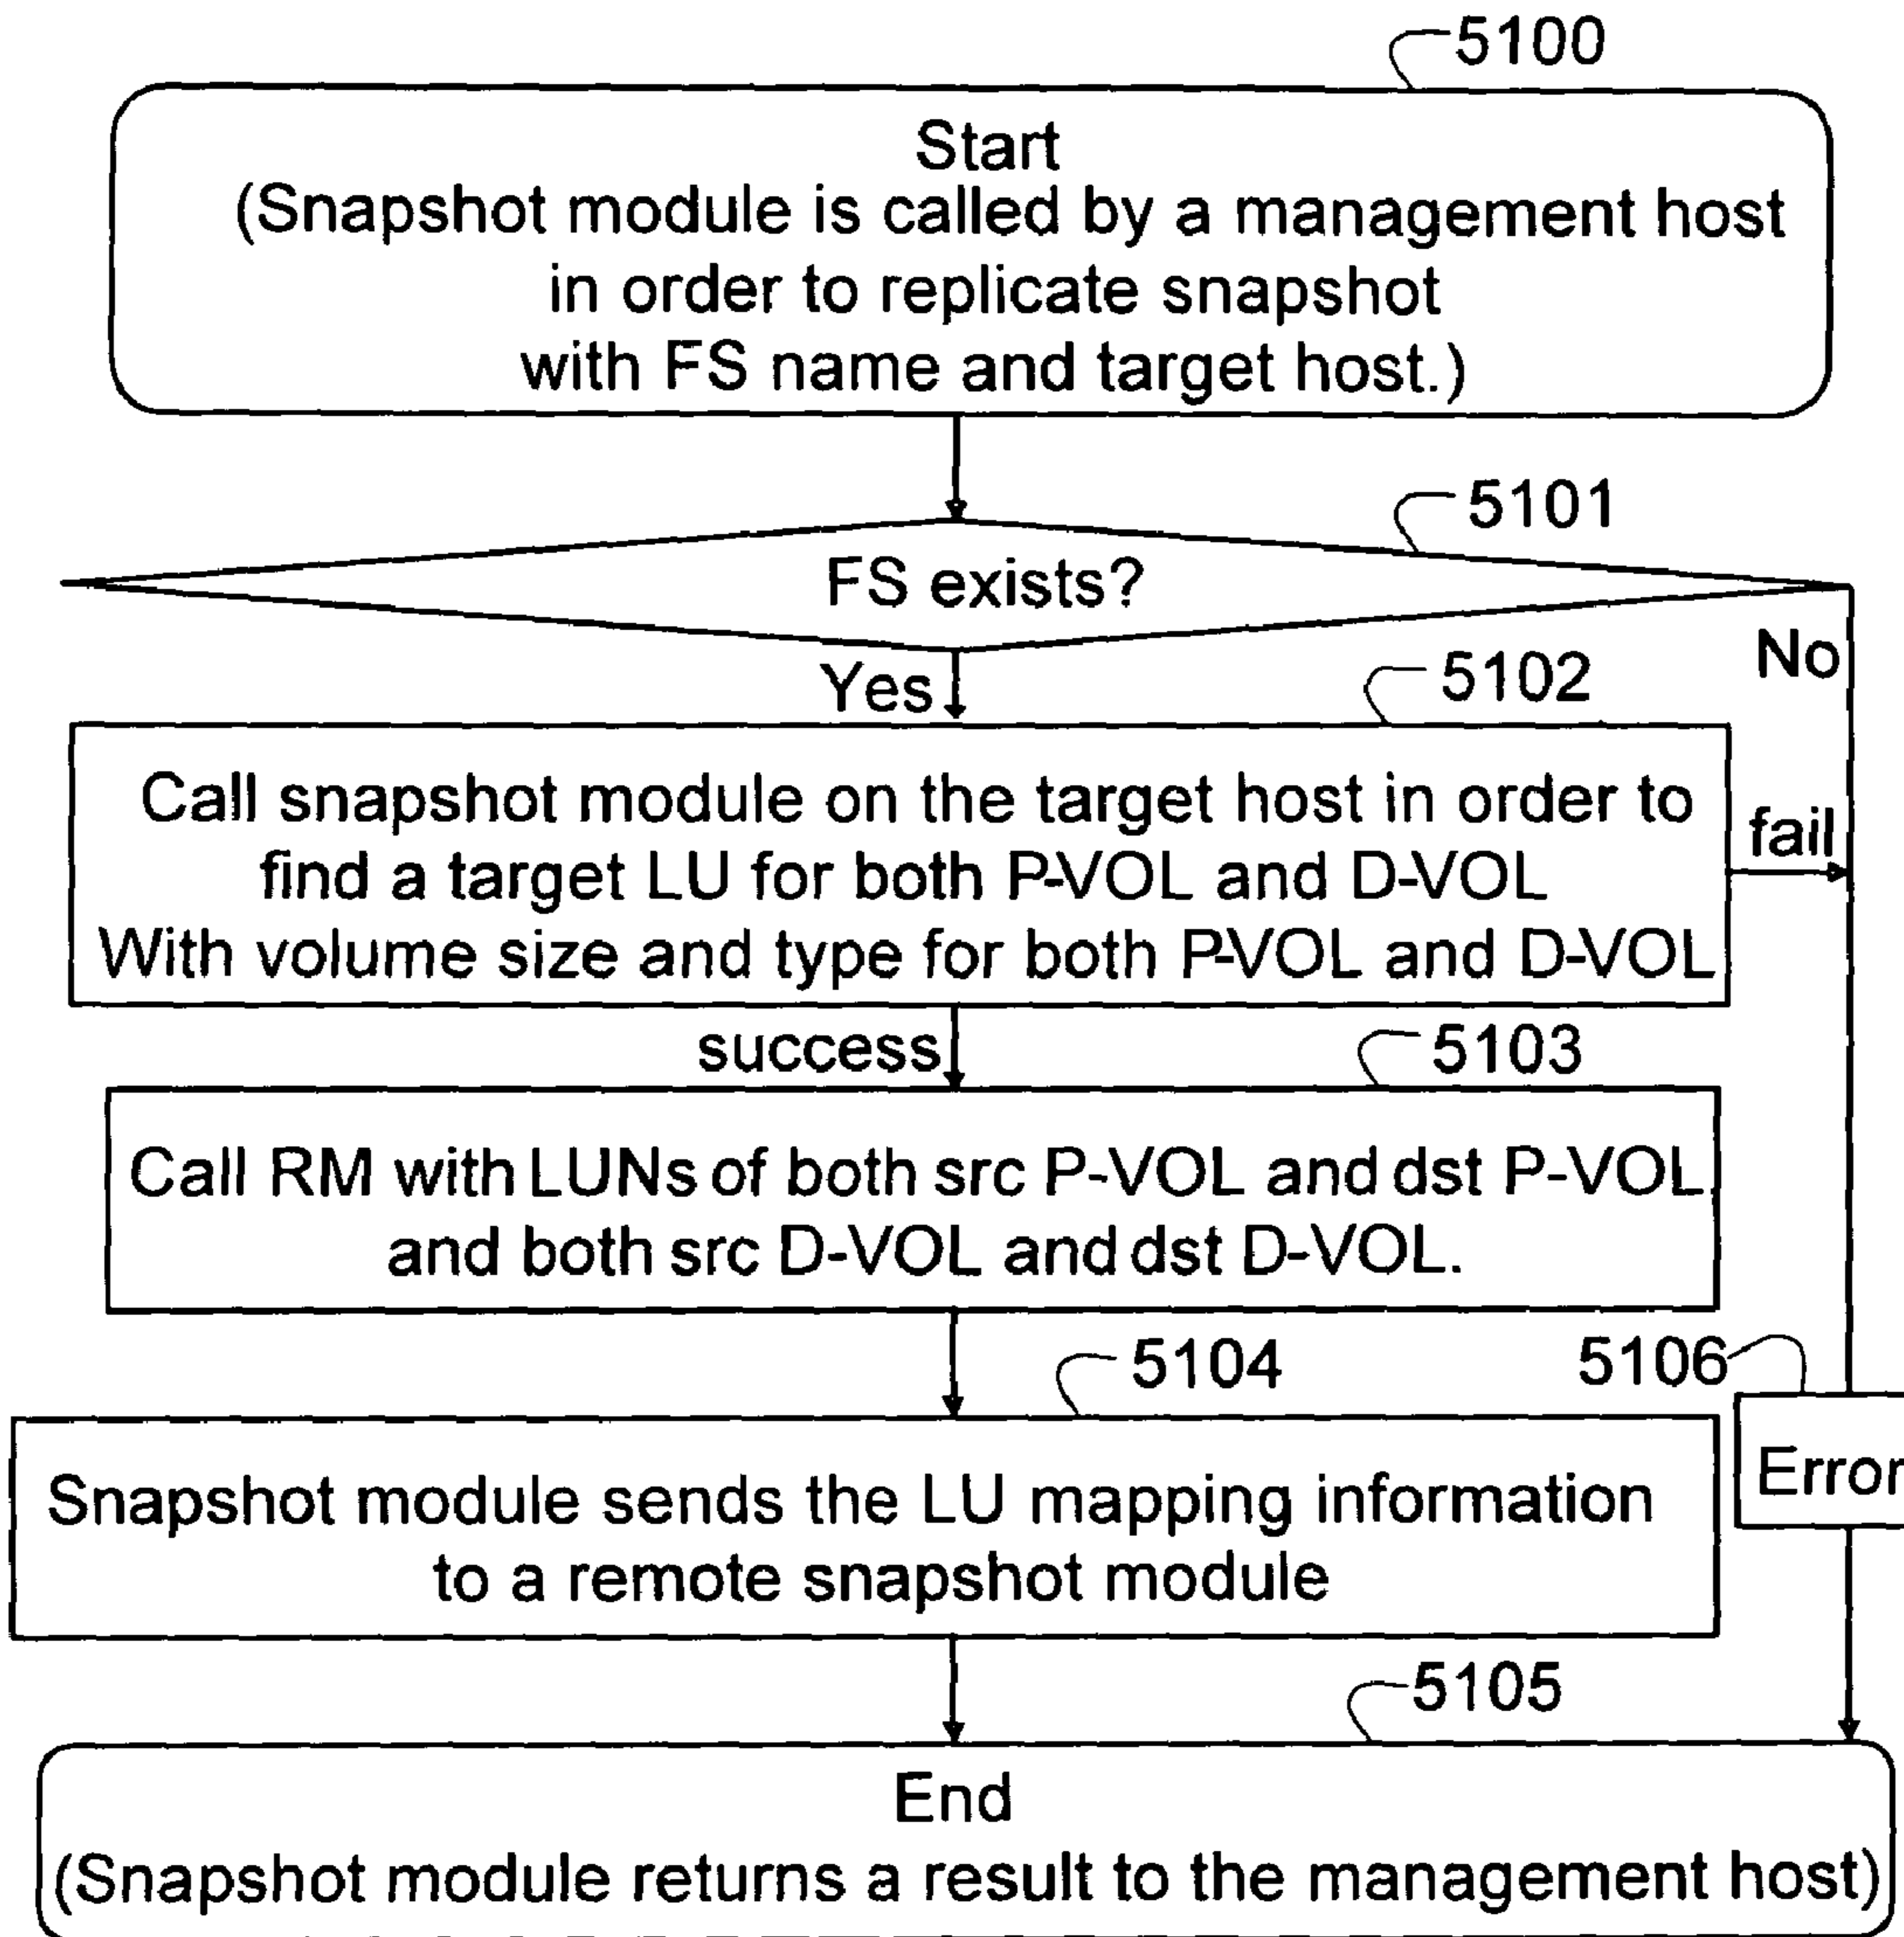 5100
Start
(Snapshot module is called by a management host
in order to replicate snapshot
with FS name and target host.)
5101
FS exists?
No
Yes
5102
Call snapshot module on the target host in order to
find a target LU for both P-VOL and D-VOL
With volume size and type for both P-VOL and D-VOL
fail
success
5103
Call RM with LUNs of both src P-VOL and dst P-VOL
and both src D-VOL and dst D-VOL.
5104
5106
Snapshot module sends the LU mapping information
to a remote snapshot module
Error
5105
End
(Snapshot module returns a result to the management host)